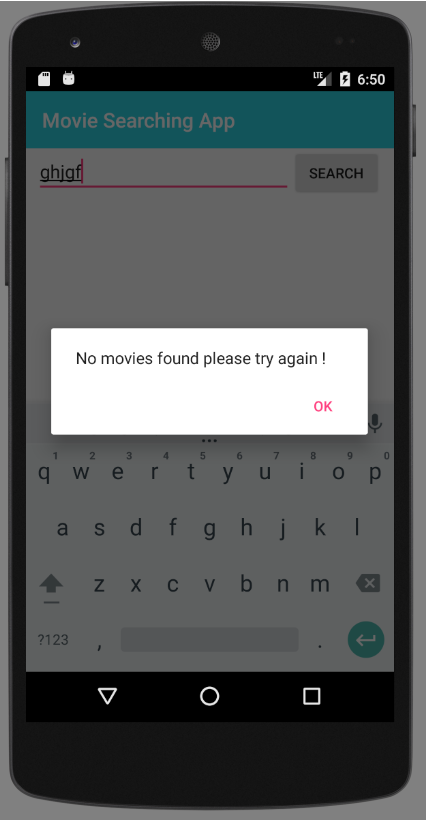 LTE 6:50
Movie Searching App
ghjgf SEARCH
No movies found please try again !
OK
1 2 3 4 5 6 7 8 9 0
q w e r t y u i o p
a s d f g h j k l
z x c v b n m
?123 , .